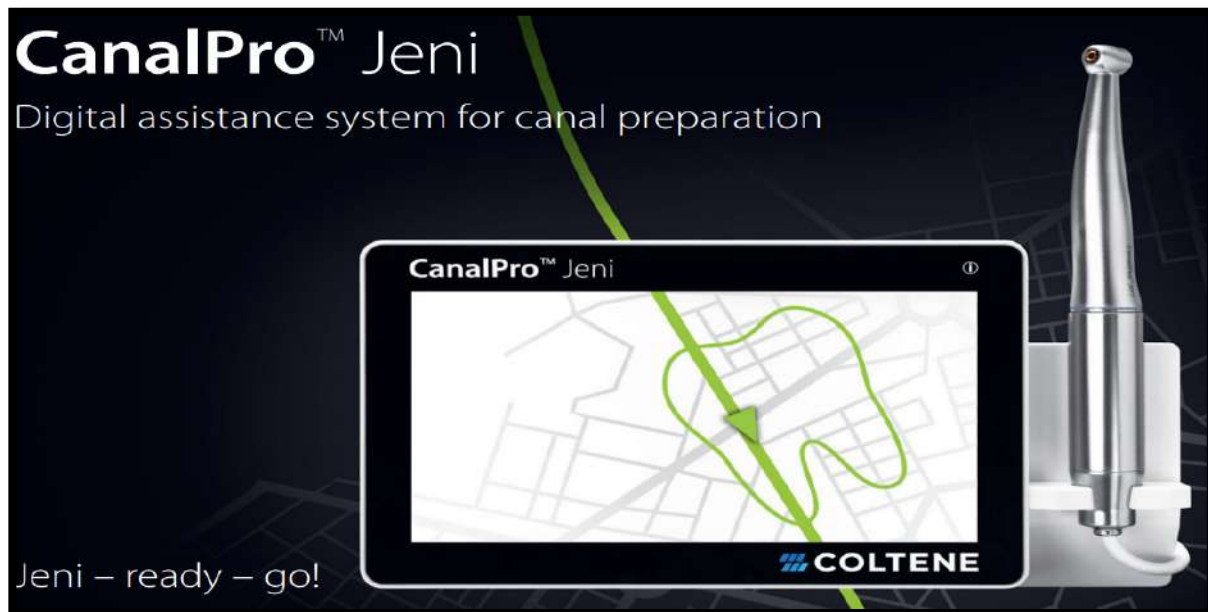 CanalPro™ Jeni
Digital assistance system for canal preparation
CanalPro™ Jeni
COLTENE
Jeni – ready – go!